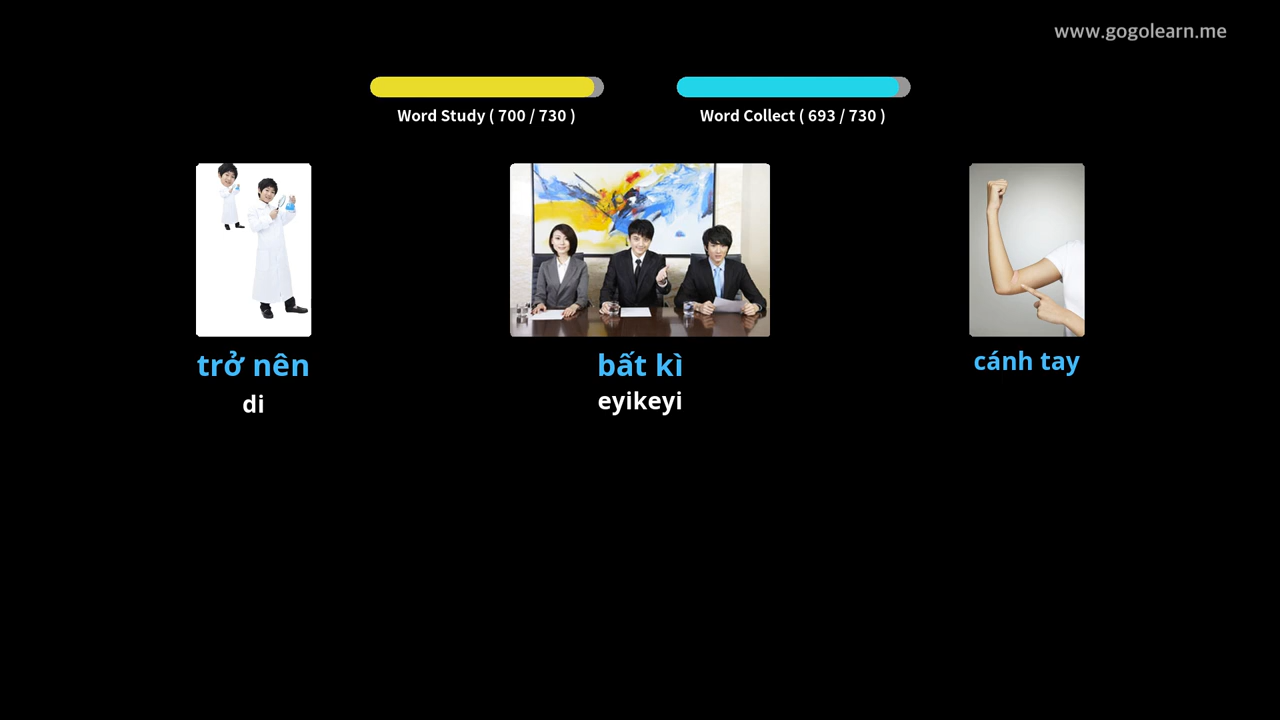 www.gogolearn.me
Word Study ( 700 / 730 )
Word Collect ( 693 / 730 )
trở nên
di
bất kì
eyikeyi
cánh tay